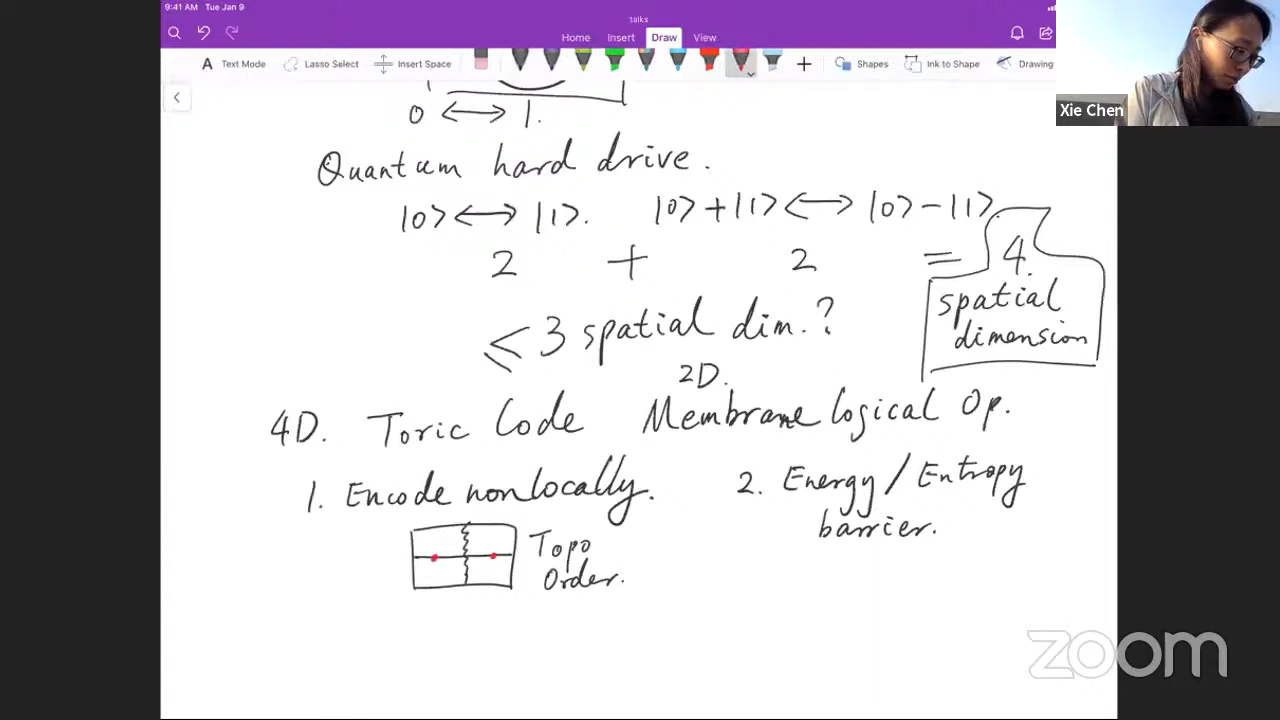 9:41 AM Tue Jan 9
talks
Home Insert Draw View
Text Mode Lasso Select Insert Space Shapes Ink to Shape Drawing
Xie Chen
0 ⟷ 1.
Quantum hard drive.
|0⟩ ⟷ |1⟩. |0⟩+|1⟩ ⟷ |0⟩-|1⟩
2 + 2 = 4.
spatial
dimension
≤ 3 spatial dim.?
2D.
4D. Toric Code Membrane logical Op.
1. Encode nonlocally.
2. Energy/Entropy
barrier.
Topo
Order.
zoom